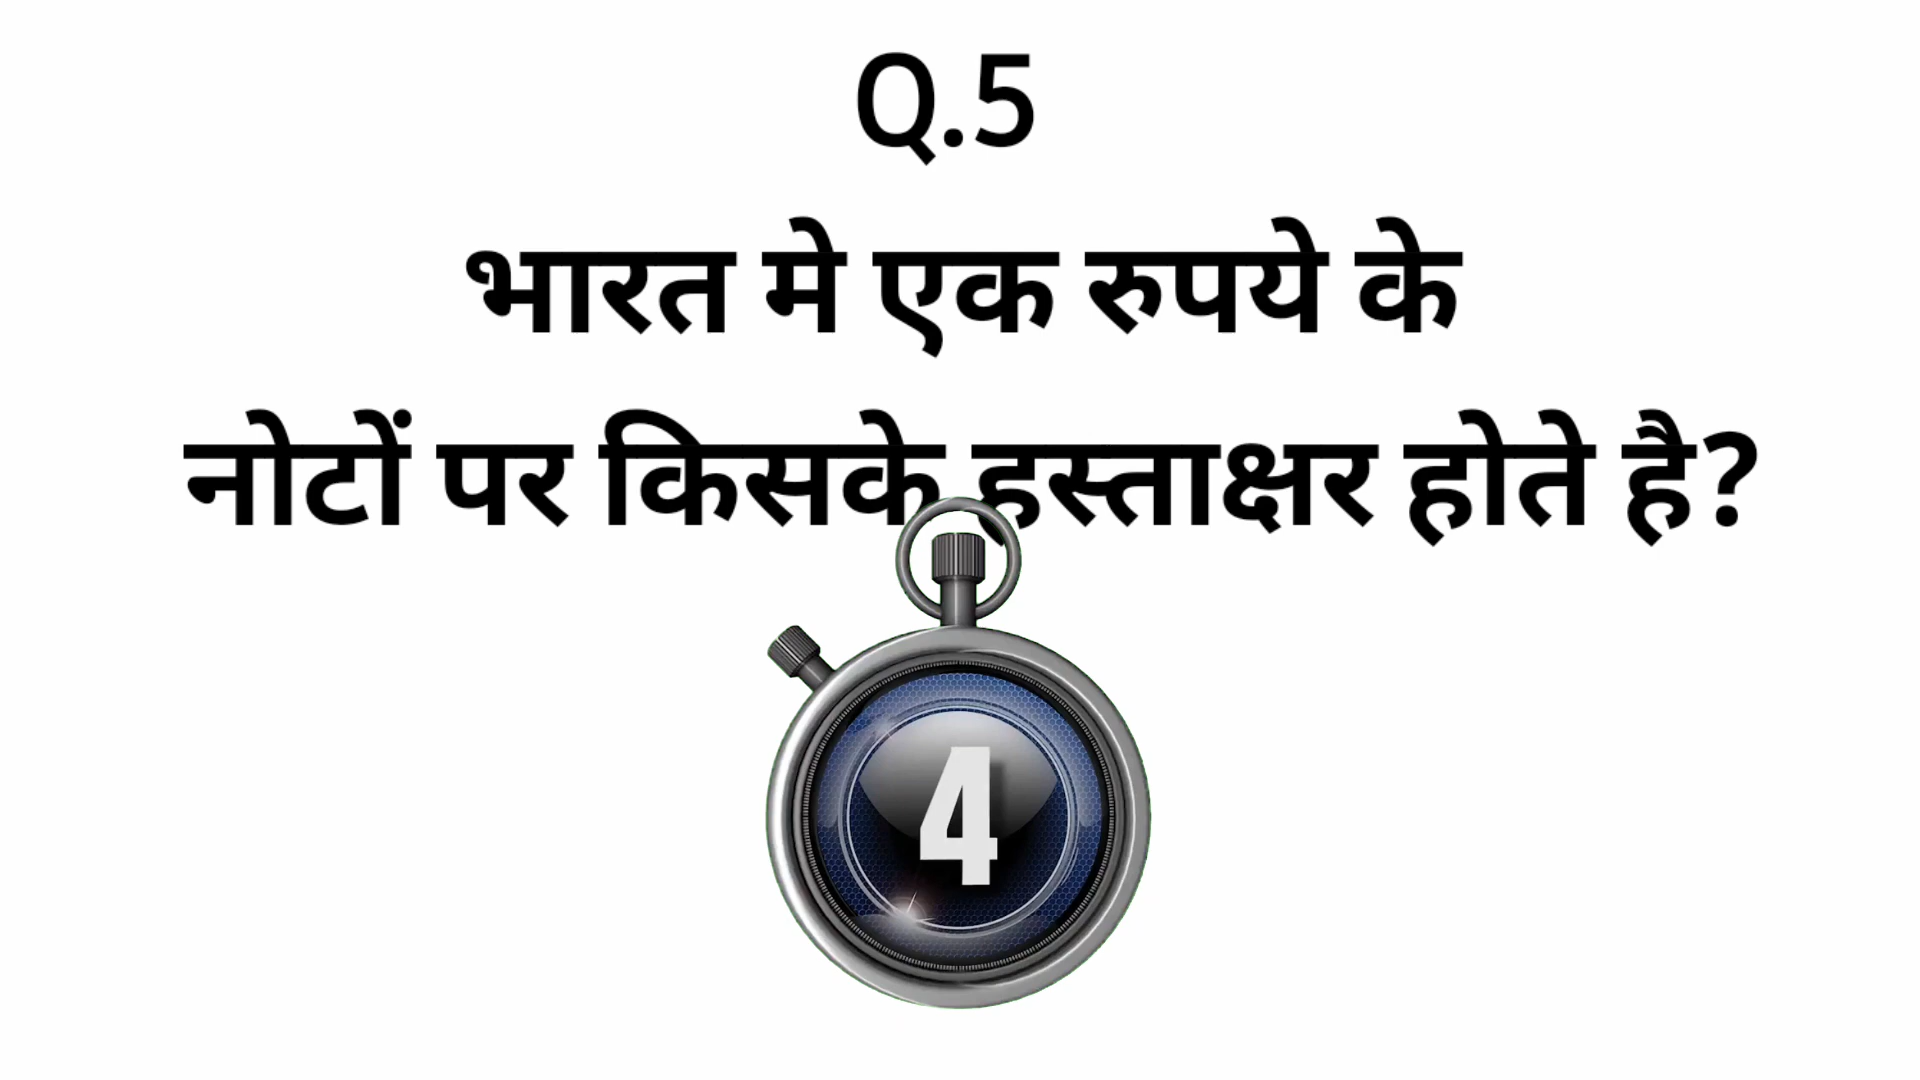 Q.5
भारत मे एक रुपये के
नोटों पर किसके हस्ताक्षर होते है?
4